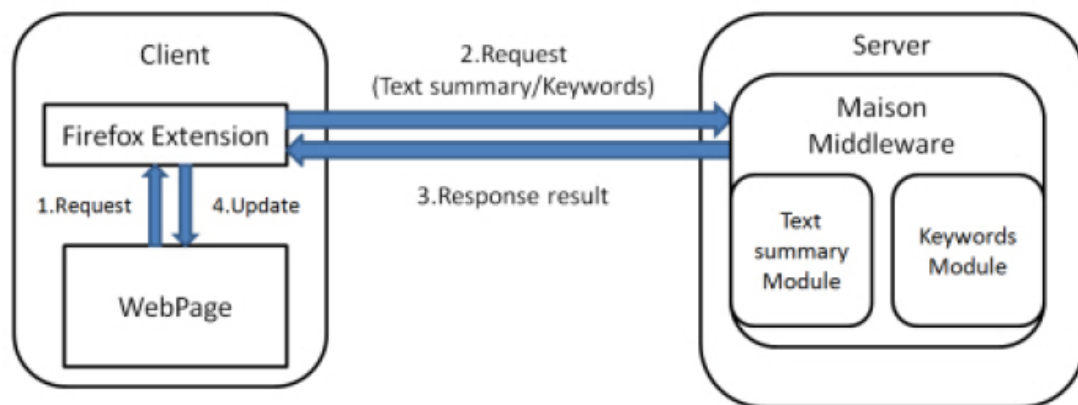 Client
Firefox Extension
1.Request
4.Update
WebPage
2.Request
(Text summary/Keywords)
3.Response result
Server
Maison
Middleware
Text
summary
Module
Keywords
Module